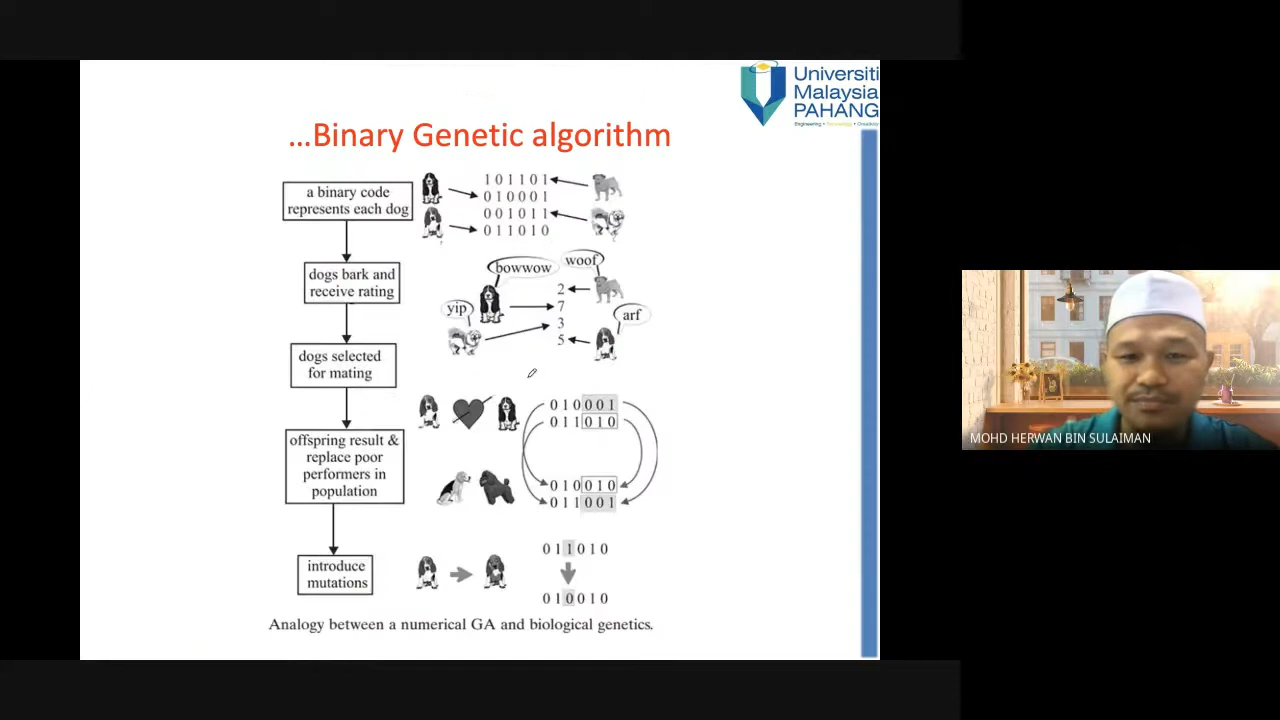 Universiti
Malaysia
PAHANG
Engineering • Technology • Creativity
...Binary Genetic algorithm
a binary code
represents each dog
1 0 1 1 0 1
0 1 0 0 0 1
0 0 1 0 1 1
0 1 1 0 1 0
dogs bark and
receive rating
bowwow
woof
yip
arf
2
7
3
5
dogs selected
for mating
0 1 0 0 0 1
0 1 1 0 1 0
offspring result &
replace poor
performers in
population
0 1 0 0 1 0
0 1 1 0 0 1
introduce
mutations
0 1 1 0 1 0
0 1 0 0 1 0
Analogy between a numerical GA and biological genetics.
MOHD HERWAN BIN SULAIMAN